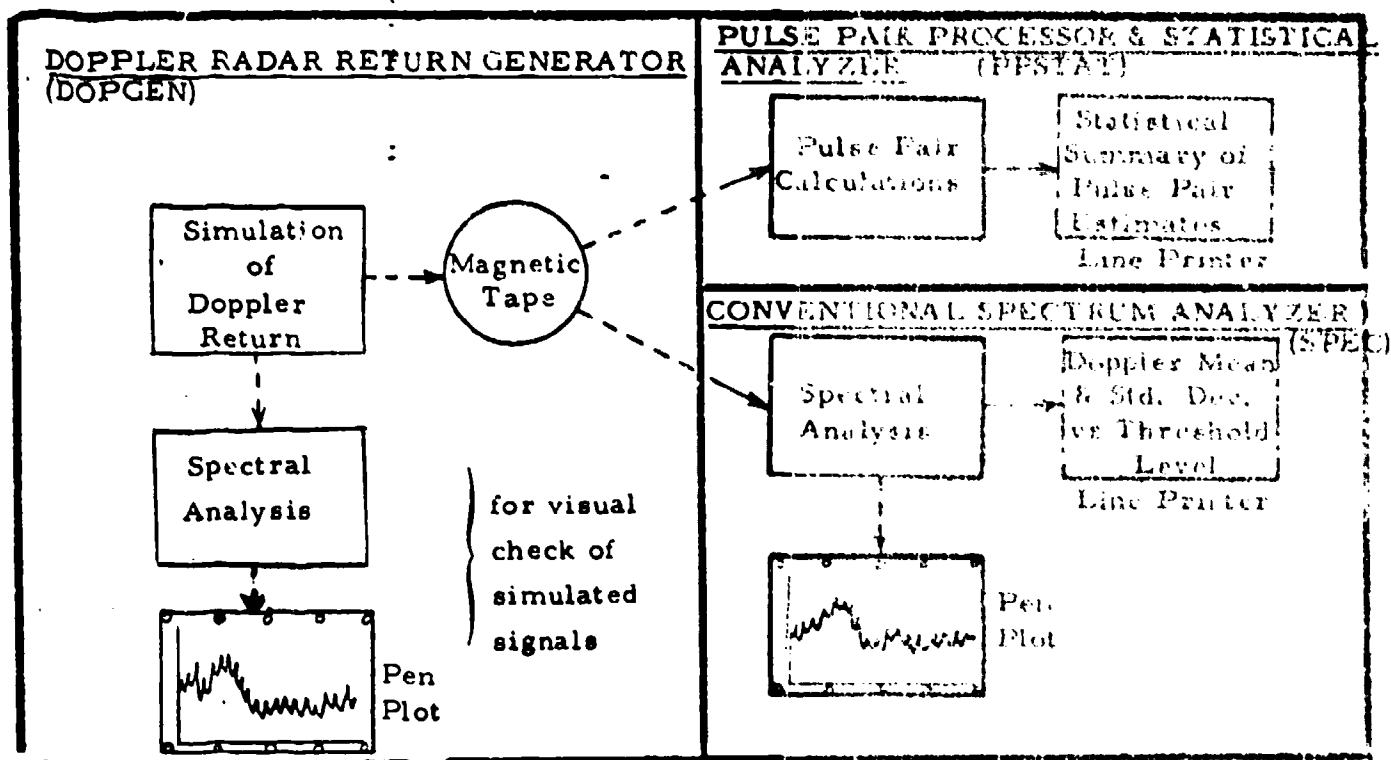 DOPPLER RADAR RETURN GENERATOR
(DOPGEN)
Simulation
of
Doppler
Return
Magnetic
Tape
Spectral
Analysis
for visual
check of
simulated
signals
Pen
Plot
PULSE PAIR PROCESSOR & STATISTICAL
ANALYZER (PPSTAT)
Pulse Pair
Calculations
Statistical
Summary of
Pulse Pair
Estimates
Line Printer
CONVENTIONAL SPECTRUM ANALYZER
(SPEC)
Spectral
Analysis
Doppler Mean
& Std. Dev.
vs Threshold
Level
Line Printer
Pen
Plot